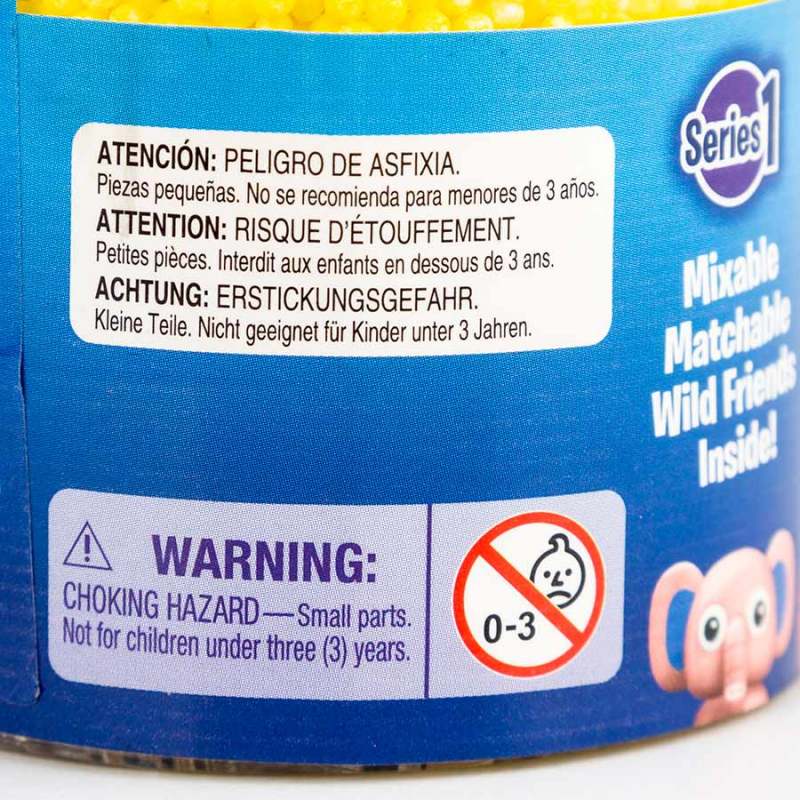 ATENCIÓN: PELIGRO DE ASFIXIA.
Piezas pequeñas. No se recomienda para menores de 3 años.
ATTENTION: RISQUE D'ÉTOUFFEMENT.
Petites pièces. Interdit aux enfants en dessous de 3 ans.
ACHTUNG: ERSTICKUNGSGEFAHR.
Kleine Teile. Nicht geeignet für Kinder unter 3 Jahren.
Series 1
Mixable
Matchable
Wild Friends
Inside!
WARNING:
CHOKING HAZARD—Small parts.
Not for children under three (3) years.
0-3